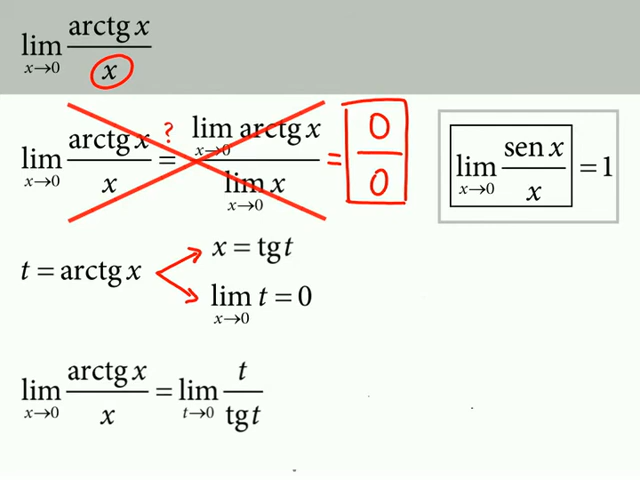 lim x→0 arctg x / x
lim x→0 arctg x / x =? lim x→0 arctg x / lim x→0 x = 0 / 0
lim x→0 sen x / x = 1
t = arctg x
x = tg t
lim x→0 t = 0
lim x→0 arctg x / x = lim t→0 t / tg t